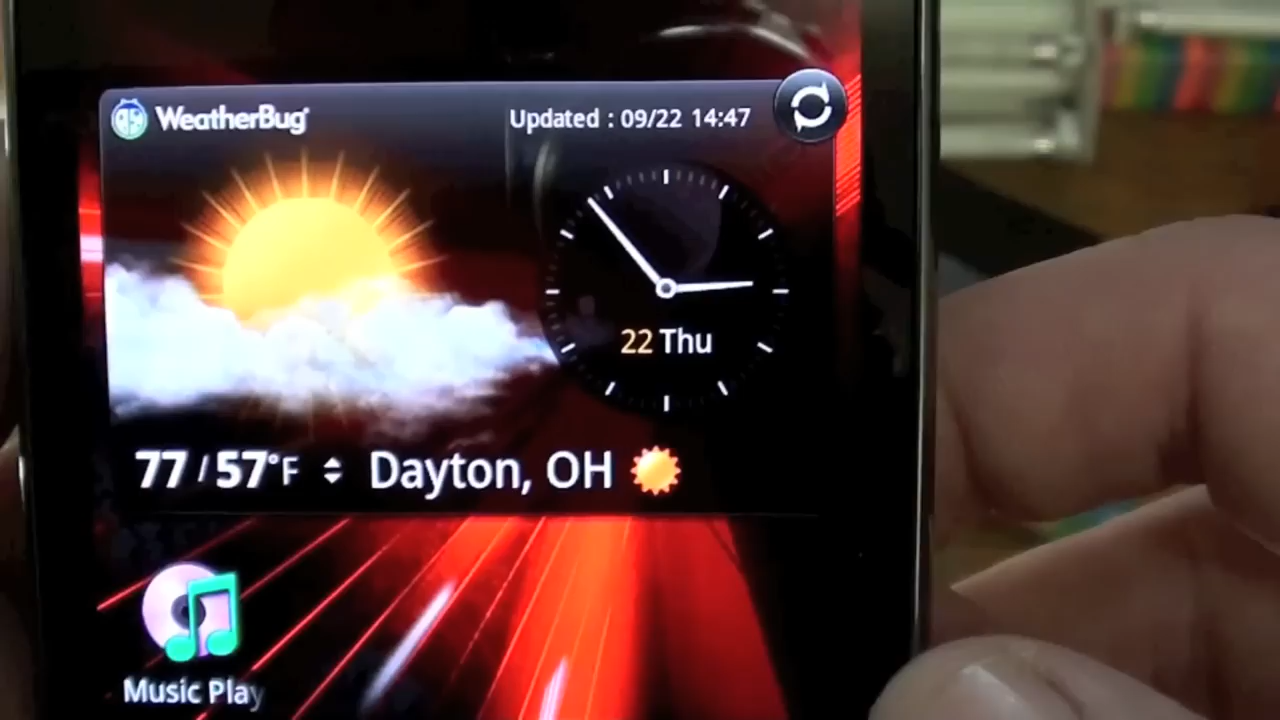 WeatherBug
Updated : 09/22 14:47
22 Thu
77 / 57°F Dayton, OH
Music Play